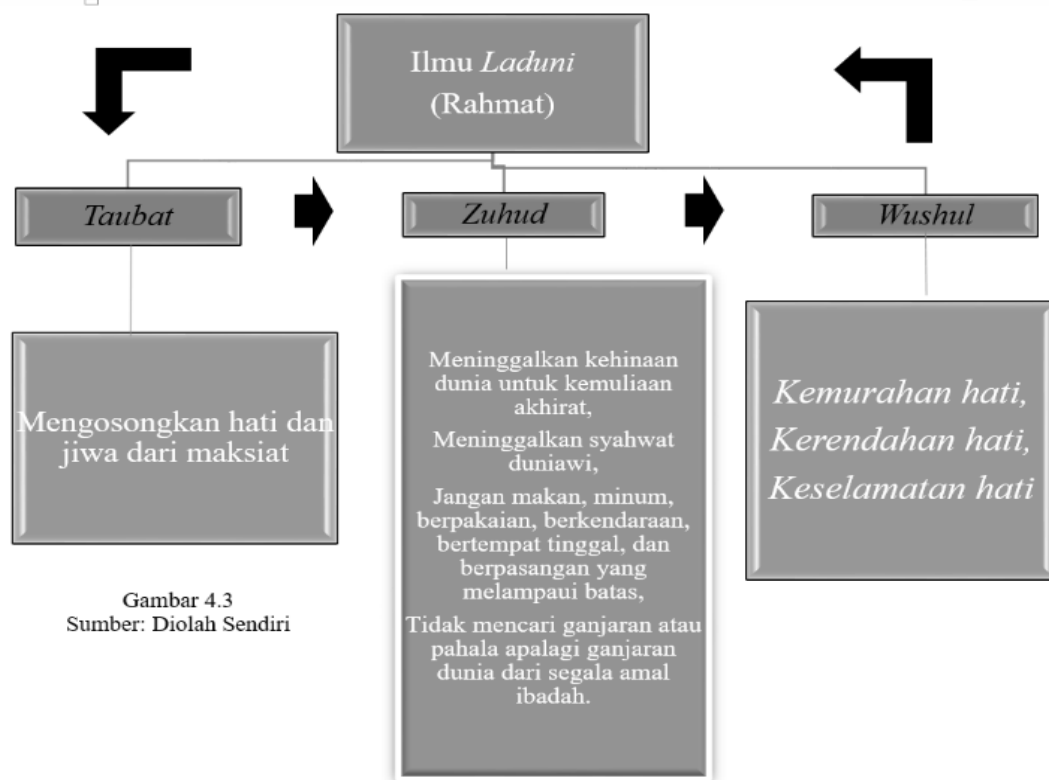 Ilmu Laduni
(Rahmat)
Taubat
Zuhud
Wushul
Mengosongkan hati dan
jiwa dari maksiat
Meninggalkan kehinaan
dunia untuk kemuliaan
akhirat,
Meninggalkan syahwat
duniawi,
Jangan makan, minum,
berpakaian, berkendaraan,
bertempat tinggal, dan
berpasangan yang
melampaui batas,
Tidak mencari ganjaran atau
pahala apalagi ganjaran
dunia dari segala amal
ibadah.
Kemurahan hati,
Kerendahan hati,
Keselamatan hati
Gambar 4.3
Sumber: Diolah Sendiri